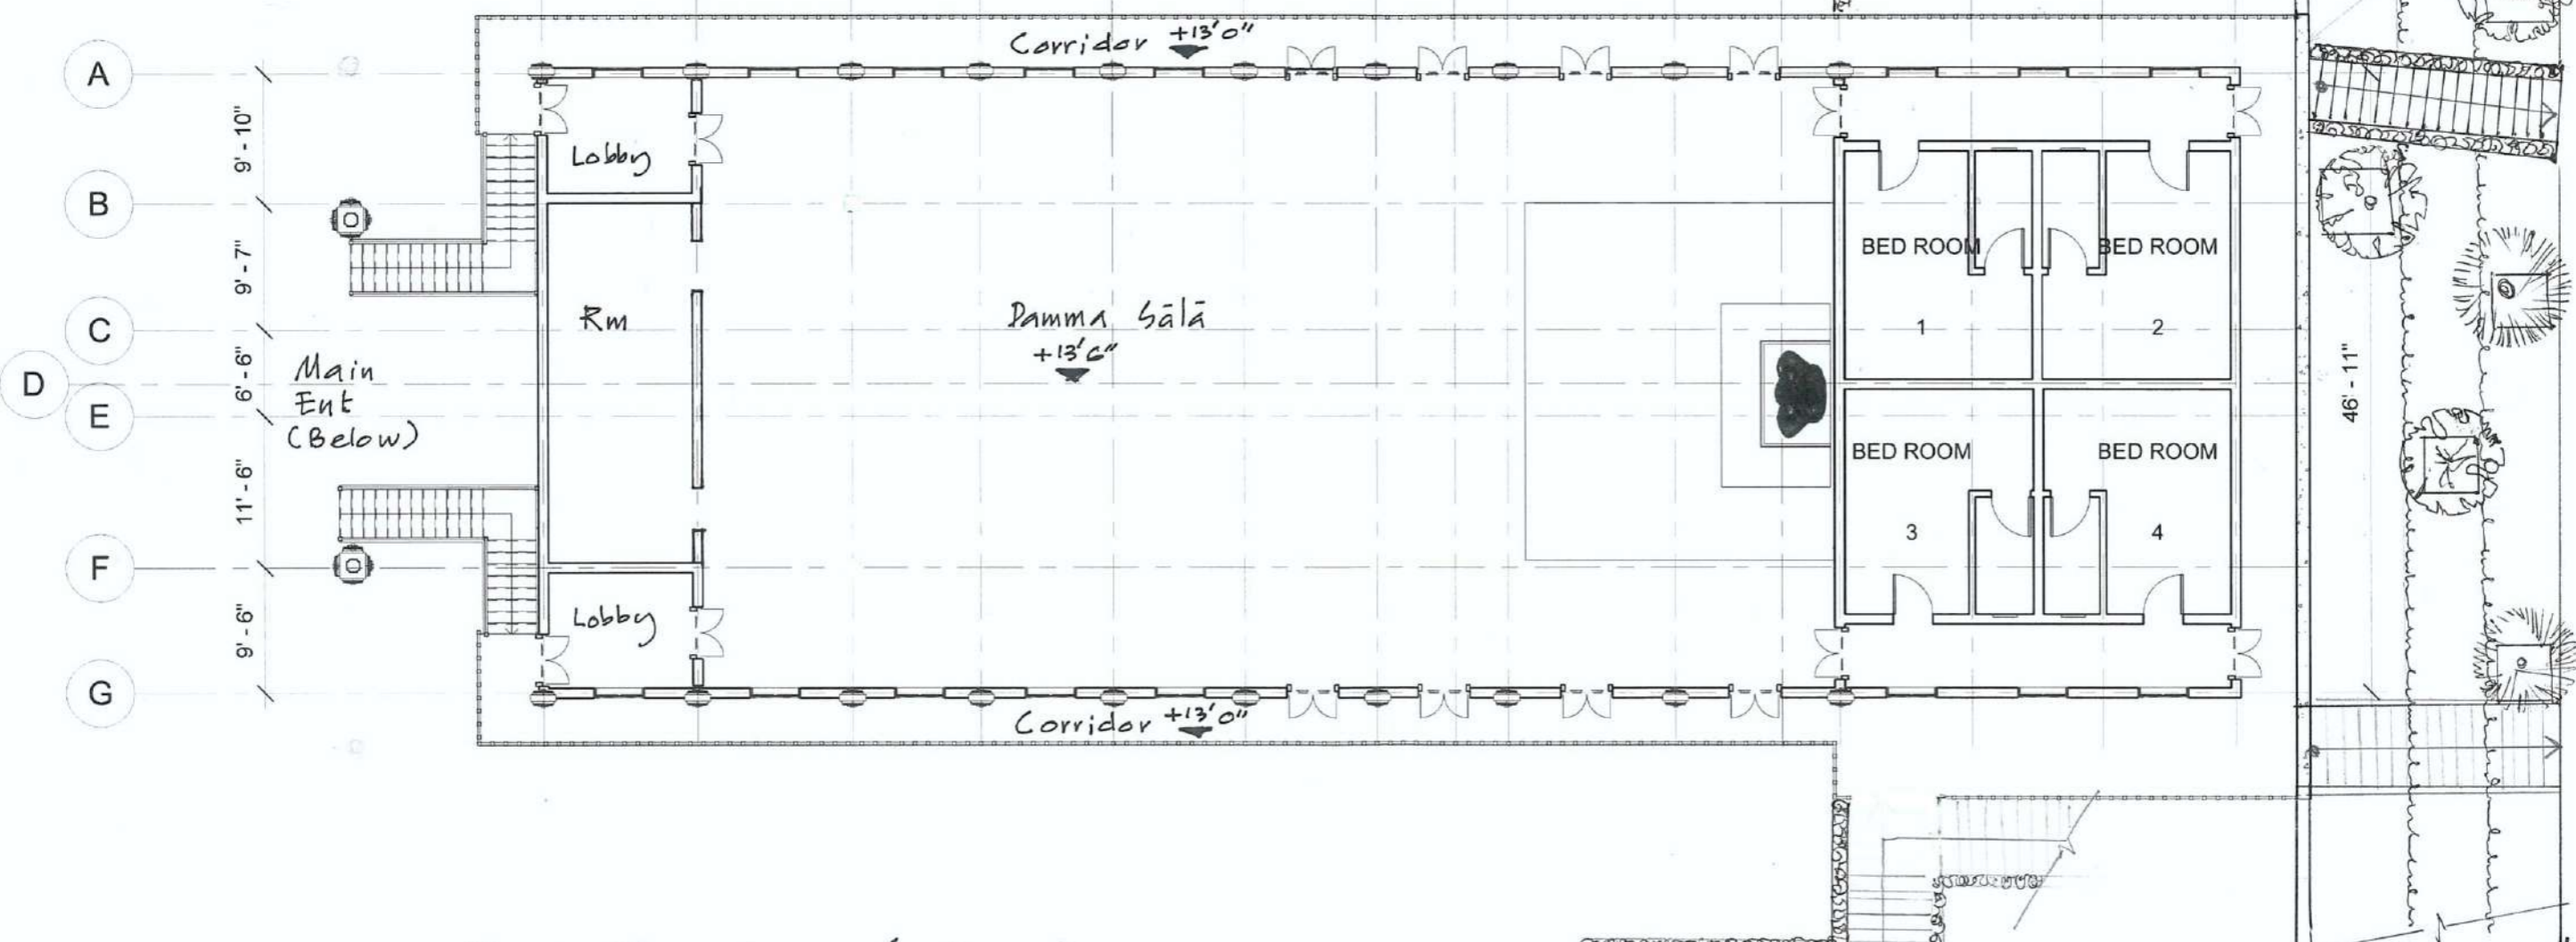 Corridor +13'0"
A
9' - 10"
Lobby
B
9' - 7"
BED ROOM
BED ROOM
Rm
Damma Sālā
+13'6"
1
2
C
6' - 6"
D
Main
Ent
(Below)
E
46' - 11"
11' - 6"
BED ROOM
BED ROOM
3
4
F
9' - 6"
Lobby
G
Corridor +13'0"